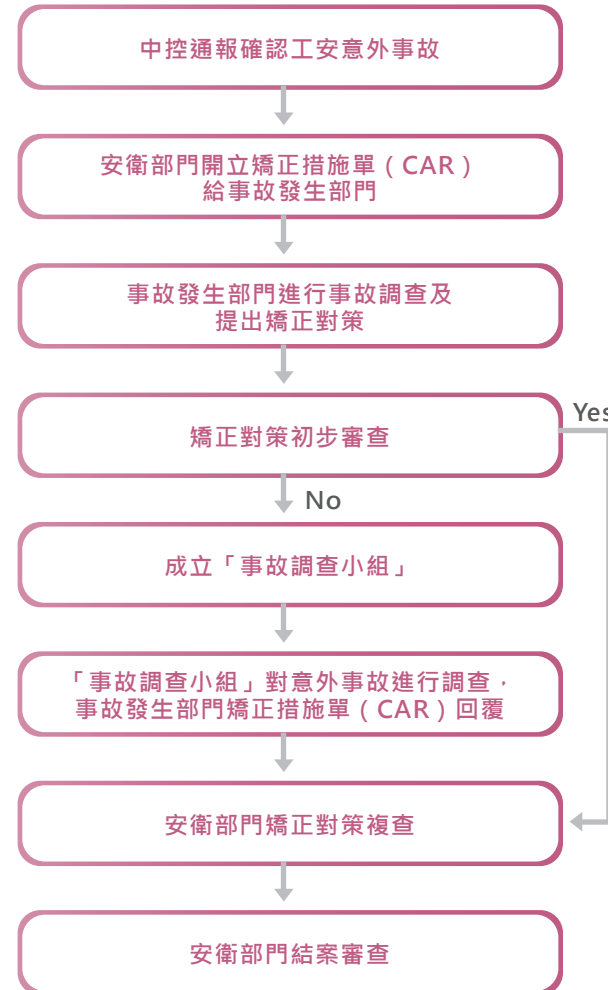 中控通報確認工安意外事故
安衛部門開立矯正措施單（CAR）
給事故發生部門
事故發生部門進行事故調查及
提出矯正對策
矯正對策初步審查
Yes
No
成立「事故調查小組」
「事故調查小組」對意外事故進行調查，
事故發生部門矯正措施單（CAR）回覆
安衛部門矯正對策複查
安衛部門結案審查